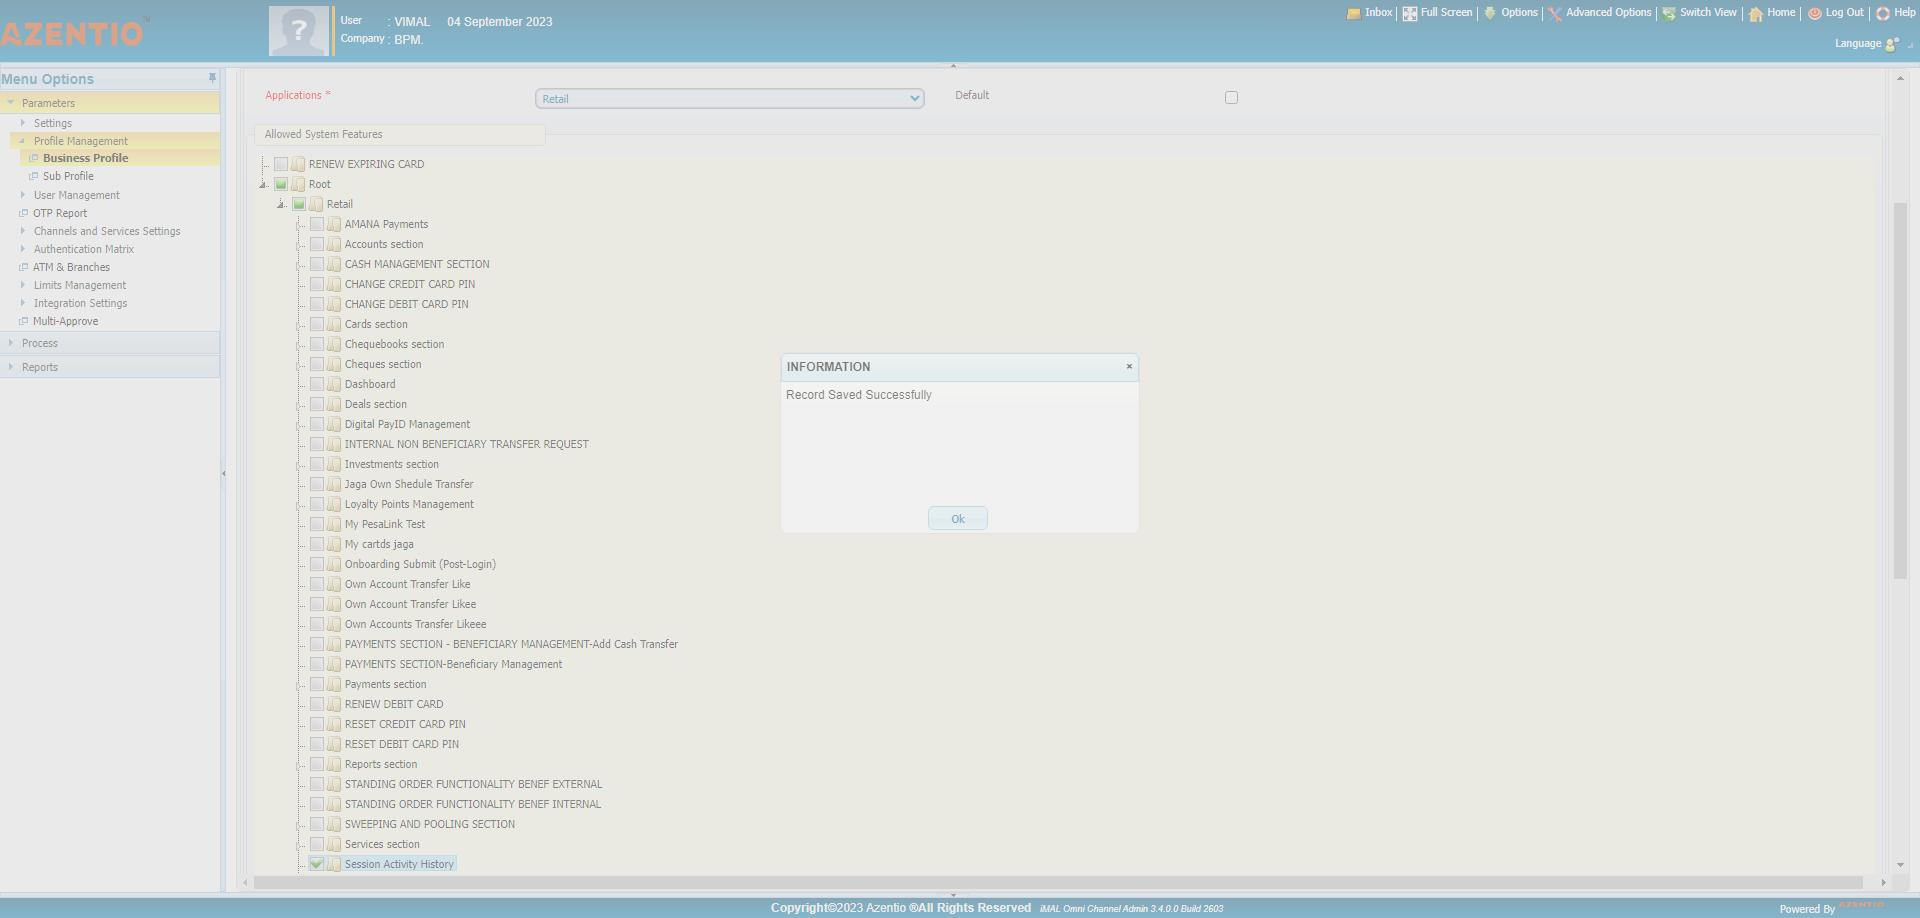 AZENTIO™
User : VIMAL 04 September 2023
Company : BPM.
Inbox | Full Screen | Options | Advanced Options | Switch View | Home | Log Out | Help
Language
Menu Options
Parameters
Settings
Profile Management
Business Profile
Sub Profile
User Management
OTP Report
Channels and Services Settings
Authentication Matrix
ATM & Branches
Limits Management
Integration Settings
Multi-Approve
Process
Reports
Applications * Retail Default
Allowed System Features
RENEW EXPIRING CARD
Root
Retail
AMANA Payments
Accounts section
CASH MANAGEMENT SECTION
CHANGE CREDIT CARD PIN
CHANGE DEBIT CARD PIN
Cards section
Chequebooks section
Cheques section
Dashboard
Deals section
Digital PayID Management
INTERNAL NON BENEFICIARY TRANSFER REQUEST
Investments section
Jaga Own Shedule Transfer
Loyalty Points Management
My PesaLink Test
My cartds jaga
Onboarding Submit (Post-Login)
Own Account Transfer Like
Own Account Transfer Likee
Own Accounts Transfer Likeee
PAYMENTS SECTION - BENEFICIARY MANAGEMENT-Add Cash Transfer
PAYMENTS SECTION-Beneficiary Management
Payments section
RENEW DEBIT CARD
RESET CREDIT CARD PIN
RESET DEBIT CARD PIN
Reports section
STANDING ORDER FUNCTIONALITY BENEF EXTERNAL
STANDING ORDER FUNCTIONALITY BENEF INTERNAL
SWEEPING AND POOLING SECTION
Services section
Session Activity History
INFORMATION ×
Record Saved Successfully
Ok
Copyright©2023 Azentio ®All Rights Reserved iMAL Omni Channel Admin 3.4.0.0 Build 2603
Powered By AZENTIO